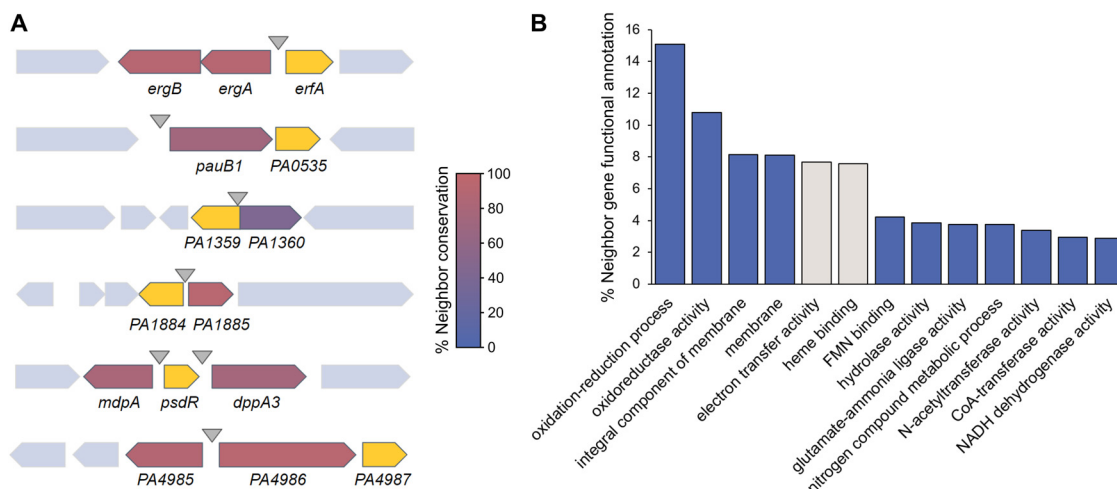 A
ergB ergA erfA
pauB1 PA0535
PA1359 PA1360
PA1884 PA1885
mdpA psdR dppA3
PA4985 PA4986 PA4987
% Neighbor conservation
100
80
60
40
20
0
B
% Neighbor gene functional annotation
16
14
12
10
8
6
4
2
0
oxidation-reduction process
oxidoreductase activity
integral component of membrane
membrane
electron transfer activity
heme binding
FMN binding
hydrolase activity
glutamate-ammonia ligase activity
nitrogen compound metabolic process
N-acetyltransferase activity
CoA-transferase activity
NADH dehydrogenase activity